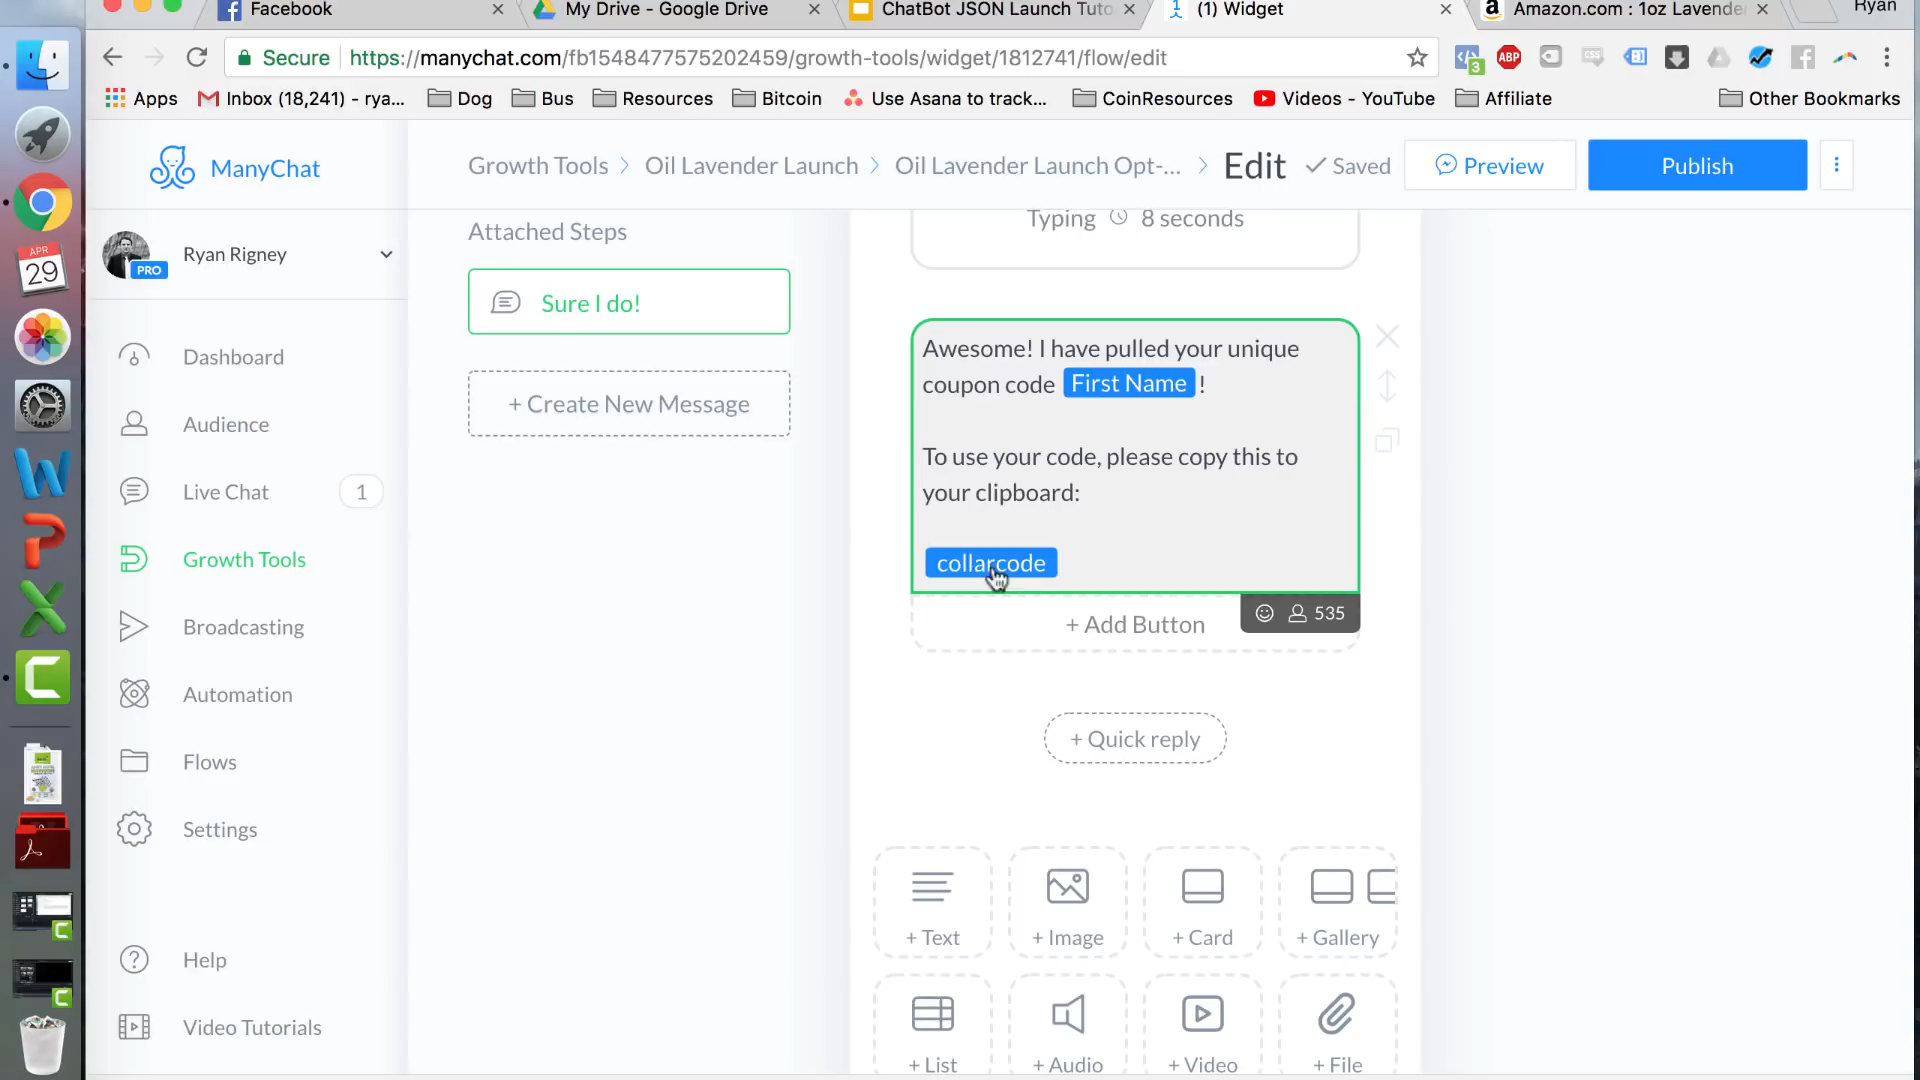 Facebook
My Drive - Google Drive
ChatBot JSON Launch Tuto
(1) Widget
Amazon.com : 1oz Lavende
Ryan
Secure
https://manychat.com/fb1548477575202459/growth-tools/widget/1812741/flow/edit
3
ABP
CSS
Apps
Inbox (18,241) - rya...
Dog
Bus
Resources
Bitcoin
Use Asana to track...
CoinResources
Videos - YouTube
Affiliate
Other Bookmarks
ManyChat
Growth Tools
Oil Lavender Launch
Oil Lavender Launch Opt-...
Edit
Saved
Preview
Publish
Ryan Rigney
PRO
APR
29
Dashboard
Audience
Live Chat
1
Growth Tools
Broadcasting
Automation
Flows
Settings
Help
Video Tutorials
Attached Steps
Sure I do!
+ Create New Message
Typing 8 seconds
Awesome! I have pulled your unique
coupon code First Name !
To use your code, please copy this to
your clipboard:
collarcode
535
+ Add Button
+ Quick reply
+ Text
+ Image
+ Card
+ Gallery
+ List
+ Audio
+ Video
+ File